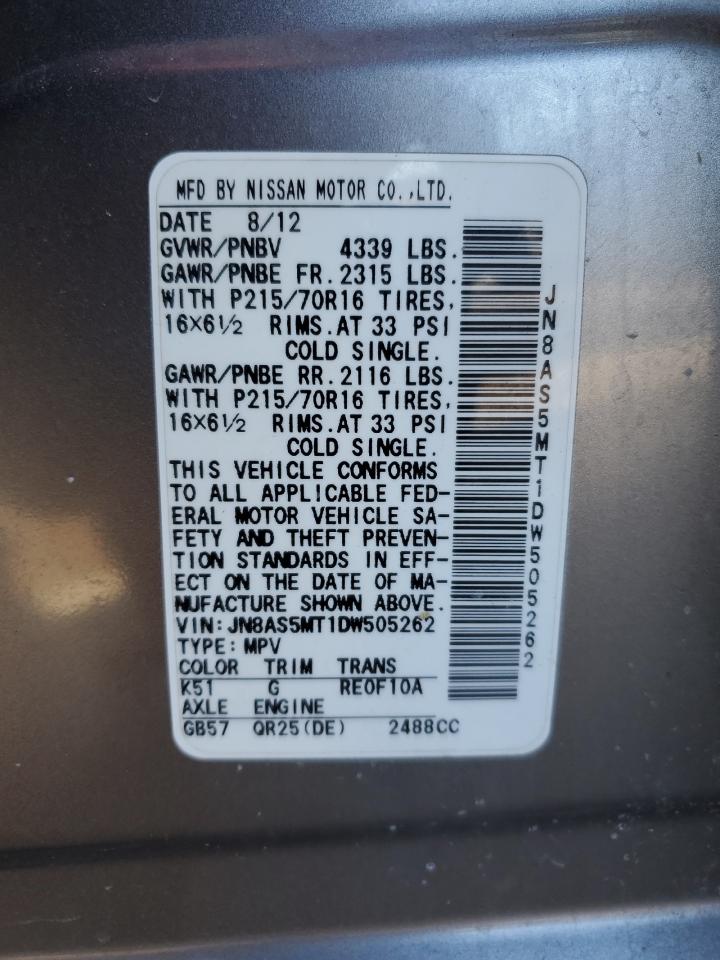 MFD BY NISSAN MOTOR CO.,LTD.
DATE 8/12
GVWR/PNBV 4339 LBS.
GAWR/PNBE FR. 2315 LBS.
WITH P215/70R16 TIRES,
16×6½ RIMS.AT 33 PSI
COLD SINGLE.
GAWR/PNBE RR. 2116 LBS.
WITH P215/70R16 TIRES,
16×6½ RIMS.AT 33 PSI
COLD SINGLE.
THIS VEHICLE CONFORMS
TO ALL APPLICABLE FED-
ERAL MOTOR VEHICLE SA-
FETY AND THEFT PREVEN-
TION STANDARDS IN EFF-
ECT ON THE DATE OF MA-
NUFACTURE SHOWN ABOVE.
VIN:JN8AS5MT1DW505262
TYPE:MPV
COLOR TRIM TRANS
K51 G RE0F10A
AXLE ENGINE
GB57 QR25(DE) 2488CC
JN8AS5MT1DW505262